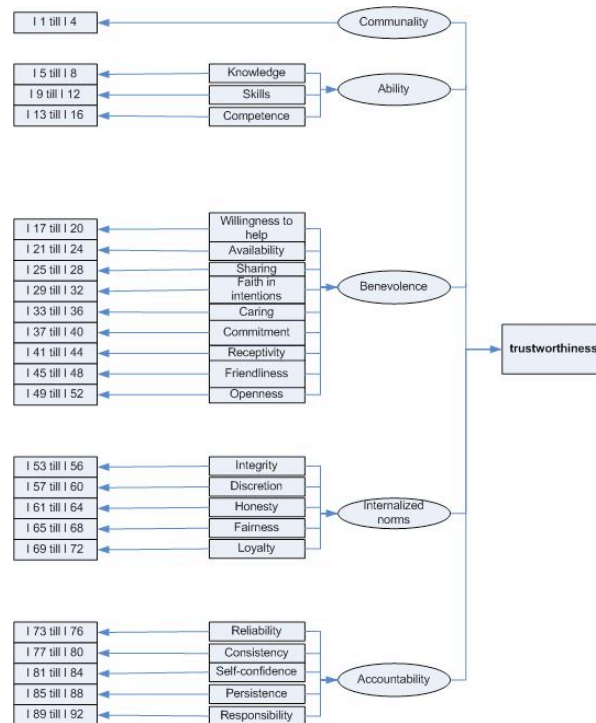 I 1 till I 4
Communality
I 5 till I 8
Knowledge
I 9 till I 12
Skills
Ability
I 13 till I 16
Competence
I 17 till I 20
Willingness to
help
I 21 till I 24
Availability
I 25 till I 28
Sharing
I 29 till I 32
Faith in
intentions
Benevolence
I 33 till I 36
Caring
I 37 till I 40
Commitment
I 41 till I 44
Receptivity
I 45 till I 48
Friendliness
I 49 till I 52
Openness
trustworthiness
I 53 till I 56
Integrity
I 57 till I 60
Discretion
I 61 till I 64
Honesty
Internalized
norms
I 65 till I 68
Fairness
I 69 till I 72
Loyalty
I 73 till I 76
Reliability
I 77 till I 80
Consistency
I 81 till I 84
Self-confidence
Accountability
I 85 till I 88
Persistence
I 89 till I 92
Responsibility